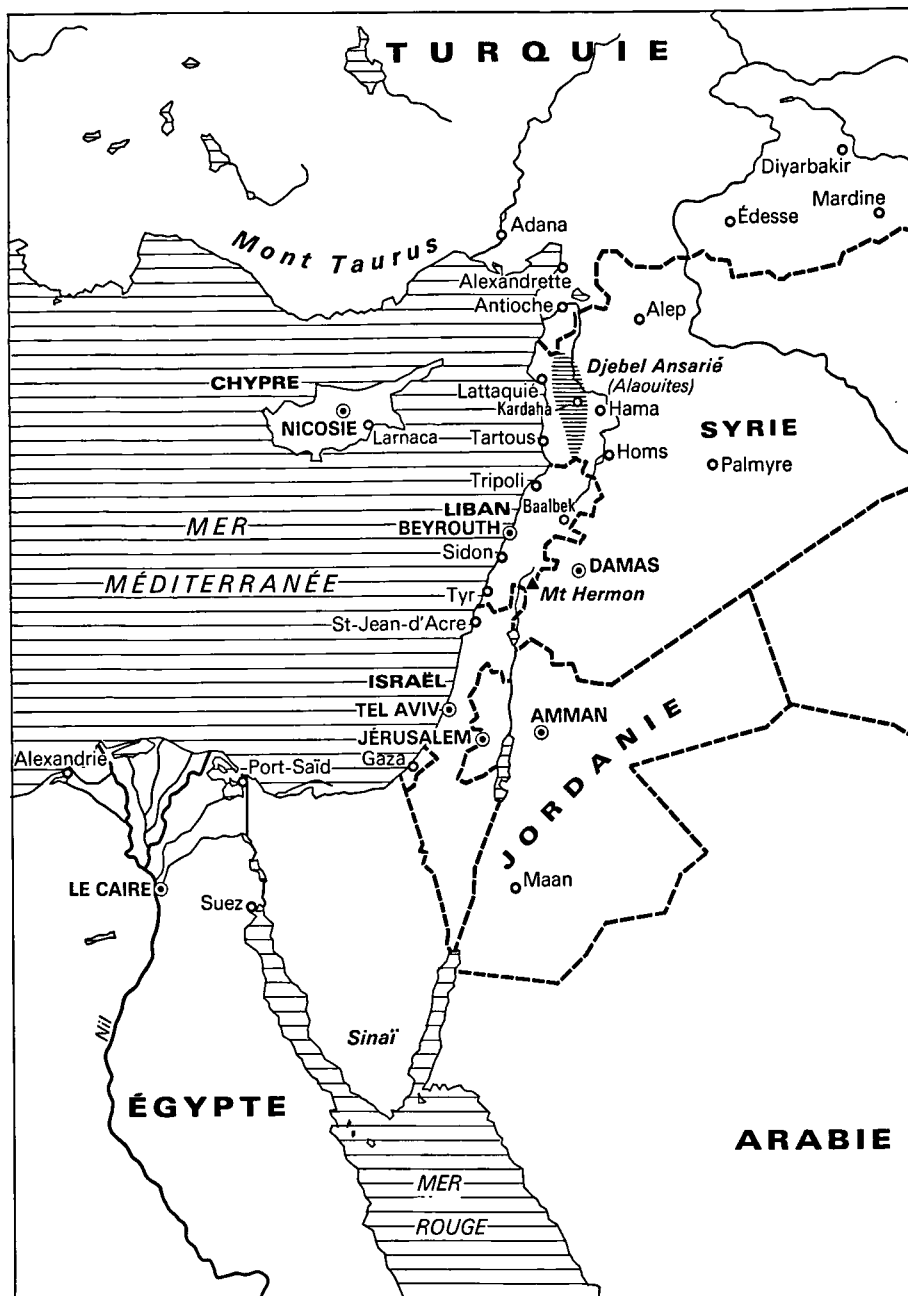 TURQUIE
Diyarbakir
Mardine
Édesse
Adana
Mont Taurus
Alexandrette
Antioche
Alep
Djebel Ansarié
(Alaouites)
CHYPRE
Lattaquié
Kardaha
Hama
NICOSIE
Larnaca
Tartous
SYRIE
Homs
Palmyre
Tripoli
LIBAN
Baalbek
MER
BEYROUTH
Sidon
DAMAS
MÉDITERRANÉE
Tyr
Mt Hermon
St-Jean-d'Acre
ISRAËL
TEL AVIV
AMMAN
JÉRUSALEM
JORDANIE
Alexandrie
Port-Saïd
Gaza
LE CAIRE
Maan
Suez
Nil
Sinaï
ÉGYPTE
ARABIE
MER
ROUGE